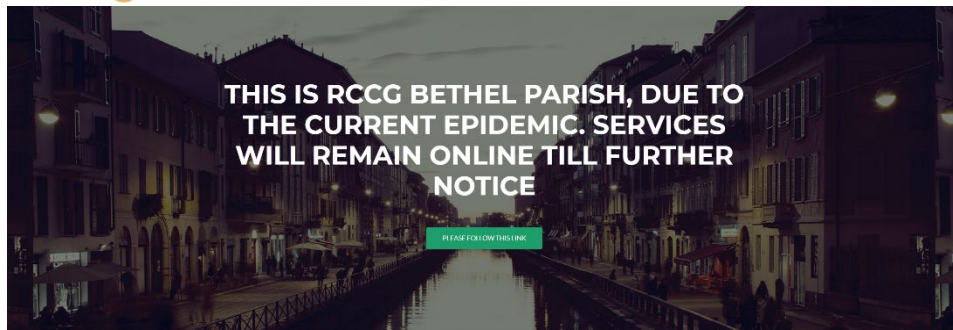 THIS IS RCCG BETHEL PARISH, DUE TO
THE CURRENT EPIDEMIC. SERVICES
WILL REMAIN ONLINE TILL FURTHER
NOTICE
PLEASE FOLLOW THIS LINK